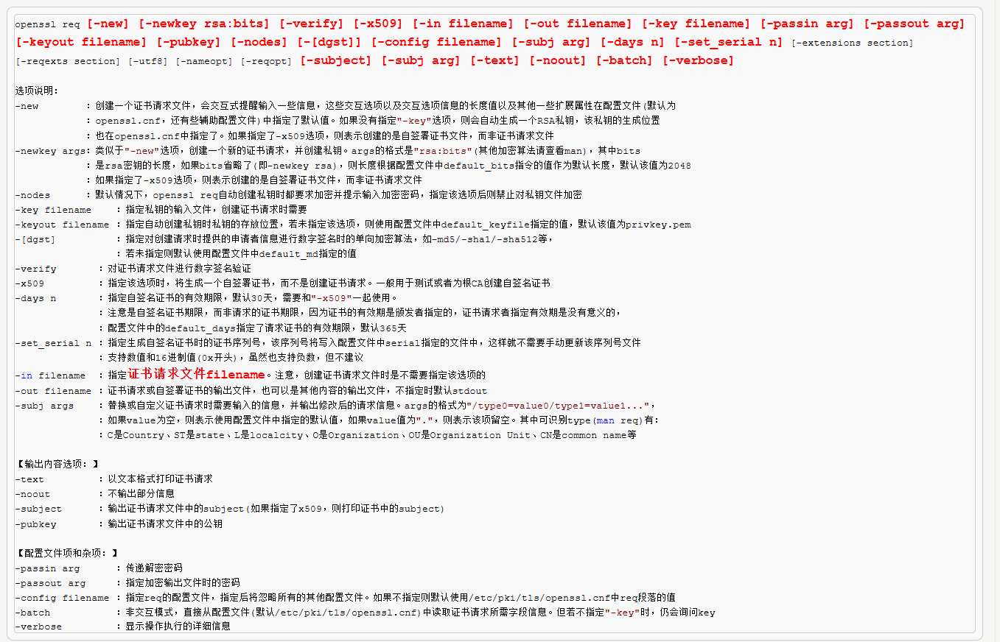 openssl req [-new] [-newkey rsa:bits] [-verify] [-x509] [-in filename] [-out filename] [-key filename] [-passin arg] [-passout arg]
[-keyout filename] [-pubkey] [-nodes] [-[dgst]] [-config filename] [-subj arg] [-days n] [-set_serial n] [-extensions section]
[-reqexts section] [-utf8] [-nameopt] [-reqopt] [-subject] [-subj arg] [-text] [-noout] [-batch] [-verbose]
选项说明：
-new ：创建一个证书请求文件，会交互式提醒输入一些信息，这些交互选项以及交互选项信息的长度值以及其他一些扩展属性在配置文件(默认为
：openssl.cnf，还有些辅助配置文件)中指定了默认值。如果没有指定"-key"选项，则会自动生成一个RSA私钥，该私钥的生成位置
：也在openssl.cnf中指定了。如果指定了-x509选项，则表示创建的是自签署证书文件，而非证书请求文件
-newkey args：类似于"-new"选项，创建一个新的证书请求，并创建私钥。args的格式是"rsa:bits"(其他加密算法请查看man)，其中bits
：是rsa密钥的长度，如果bits省略了(即-newkey rsa)，则长度根据配置文件中default_bits指令的值作为默认长度，默认该值为2048
：如果指定了-x509选项，则表示创建的是自签署证书文件，而非证书请求文件
-nodes ：默认情况下，openssl req自动创建私钥时都要求加密并提示输入加密密码，指定该选项后则禁止对私钥文件加密
-key filename ：指定私钥的输入文件，创建证书请求时需要
-keyout filename ：指定自动创建私钥时私钥的存放位置，若未指定该选项，则使用配置文件中default_keyfile指定的值，默认该值为privkey.pem
-[dgst] ：指定对创建请求时提供的申请者信息进行数字签名时的单向加密算法，如-md5/-sha1/-sha512等，
：若未指定则默认使用配置文件中default_md指定的值
-verify ：对证书请求文件进行数字签名验证
-x509 ：指定该选项时，将生成一个自签署证书，而不是创建证书请求。一般用于测试或者为根CA创建自签名证书
-days n ：指定自签名证书的有效期限，默认30天，需要和"-x509"一起使用。
：注意是自签名证书期限，而非请求的证书期限，因为证书的有效期是颁发者指定的，证书请求者指定有效期是没有意义的，
：配置文件中的default_days指定了请求证书的有效期限，默认365天
-set_serial n ：指定生成自签名证书时的证书序列号，该序列号将写入配置文件中serial指定的文件中，这样就不需要手动更新该序列号文件
：支持数值和16进制值(0x开头)，虽然也支持负数，但不建议
-in filename ：指定证书请求文件filename。注意，创建证书请求文件时是不需要指定该选项的
-out filename ：证书请求或自签署证书的输出文件，也可以是其他内容的输出文件，不指定时默认stdout
-subj args ：替换或自定义证书请求时需要输入的信息，并输出修改后的请求信息。args的格式为"/type0=value0/type1=value1..."，
：如果value为空，则表示使用配置文件中指定的默认值，如果value值为"."，则表示该项留空。其中可识别type(man req)有：
：C是Country、ST是state、L是localcity、O是Organization、OU是Organization Unit、CN是common name等
【输出内容选项：】
-text ：以文本格式打印证书请求
-noout ：不输出部分信息
-subject ：输出证书请求文件中的subject(如果指定了x509，则打印证书中的subject)
-pubkey ：输出证书请求文件中的公钥
【配置文件项和杂项：】
-passin arg ：传递解密密码
-passout arg ：指定加密输出文件时的密码
-config filename ：指定req的配置文件，指定后将忽略所有的其他配置文件。如果不指定则默认使用/etc/pki/tls/openssl.cnf中req段落的值
-batch ：非交互模式，直接从配置文件(默认/etc/pki/tls/openssl.cnf)中读取证书请求所需字段信息。但若不指定"-key"时，仍会询问key
-verbose ：显示操作执行的详细信息